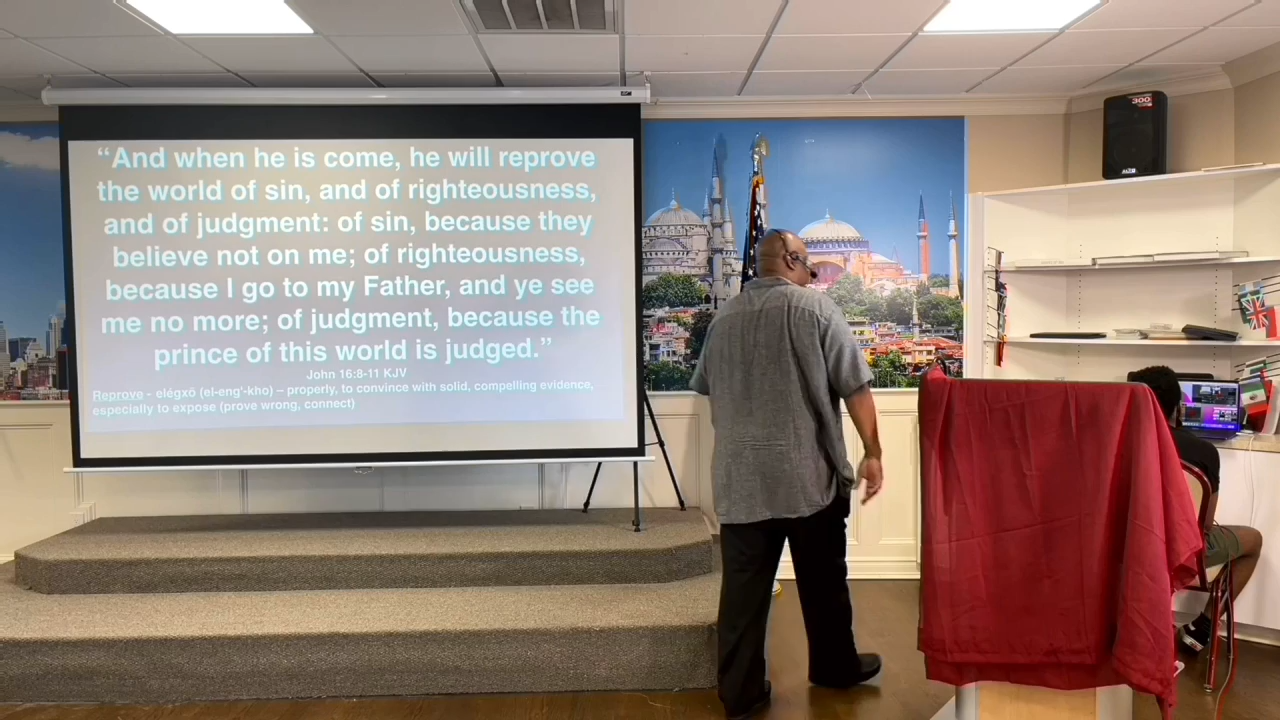 “And when he is come, he will reprove
the world of sin, and of righteousness,
and of judgment: of sin, because they
believe not on me; of righteousness,
because I go to my Father, and ye see
me no more; of judgment, because the
prince of this world is judged.”
John 16:8-11 KJV
Reprove - elégxō (el-eng'-kho) – properly, to convince with solid, compelling evidence,
especially to expose (prove wrong, connect)
300